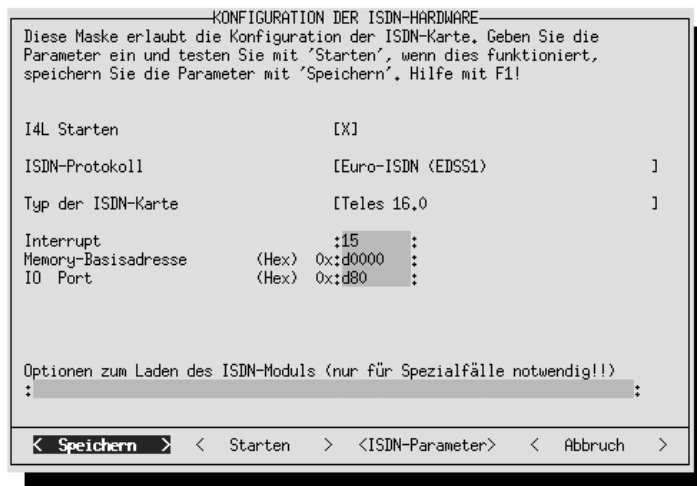 KONFIGURATION DER ISDN-HARDWARE
Diese Maske erlaubt die Konfiguration der ISDN-Karte. Geben Sie die
Parameter ein und testen Sie mit ´Starten´, wenn dies funktioniert,
speichern Sie die Parameter mit ´Speichern´. Hilfe mit F1!
I4L Starten [X]
ISDN-Protokoll [Euro-ISDN (EDSS1) ]
Typ der ISDN-Karte [Teles 16.0 ]
Interrupt :15 :
Memory-Basisadresse (Hex) 0x:d0000 :
IO Port (Hex) 0x:d80 :
Optionen zum Laden des ISDN-Moduls (nur für Spezialfälle notwendig!!)
: :
< Speichern > < Starten > <ISDN-Parameter> < Abbruch >